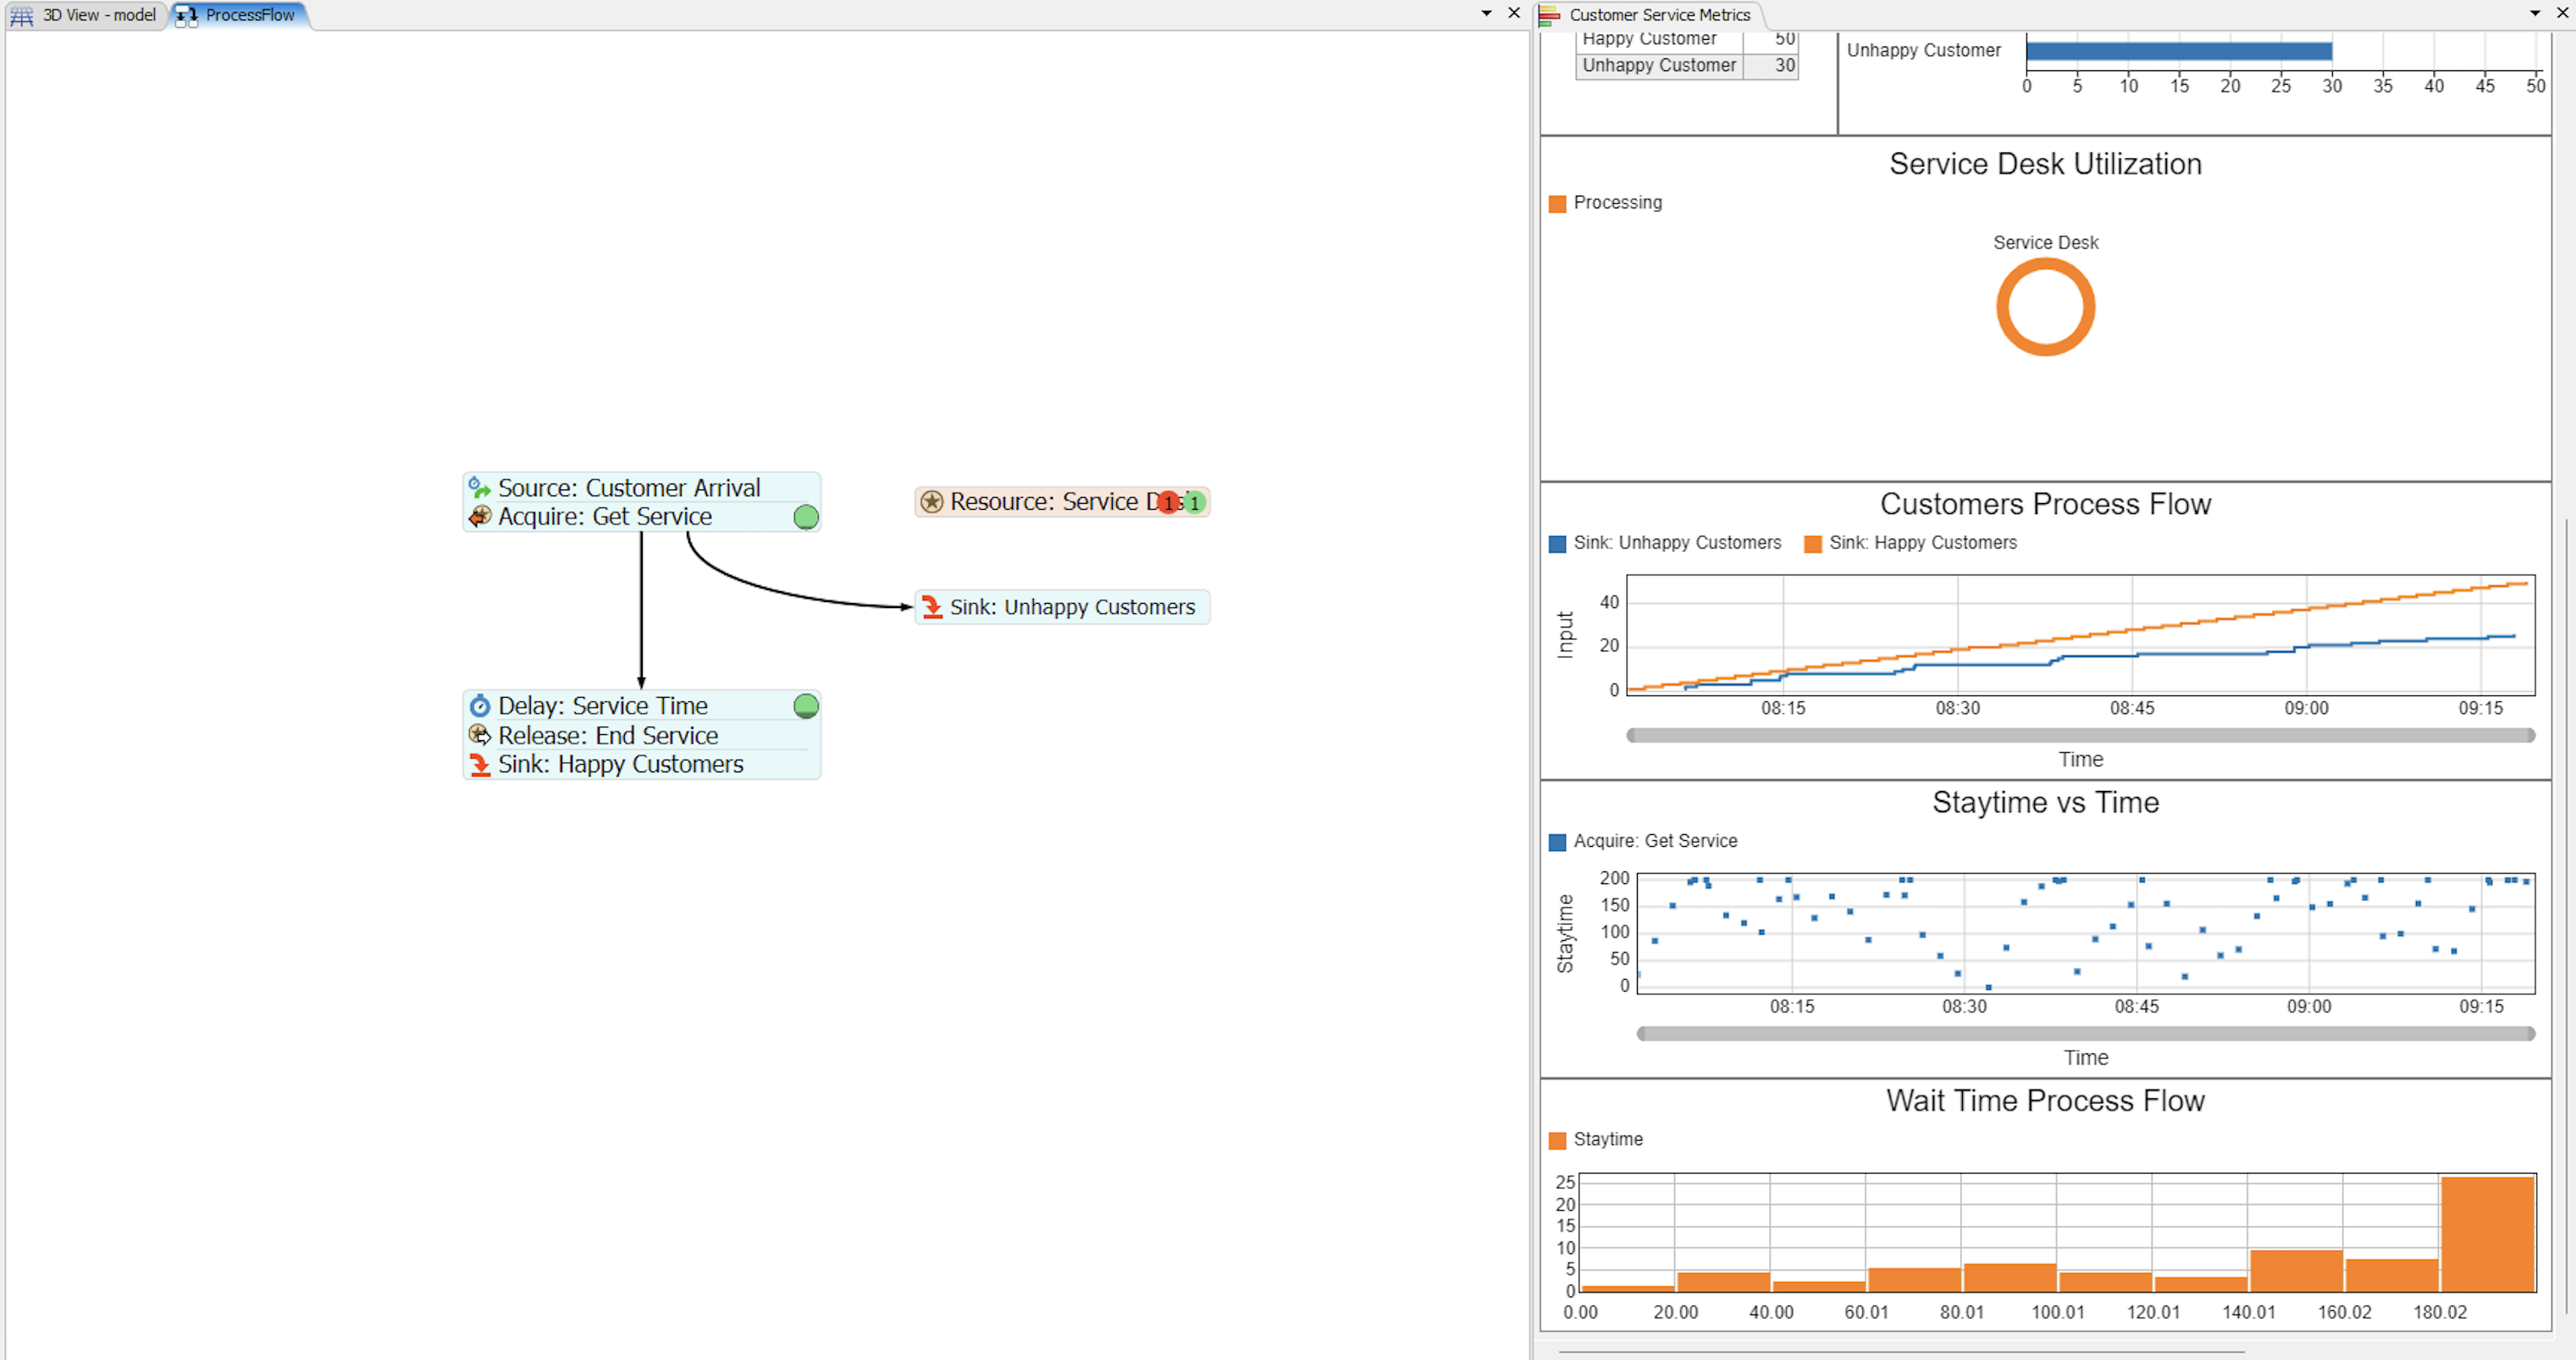 3D View - model
ProcessFlow
Customer Service Metrics
Source: Customer Arrival
Acquire: Get Service
Resource: Service
1 1
Sink: Unhappy Customers
Delay: Service Time
Release: End Service
Sink: Happy Customers
Happy Customer 50
Unhappy Customer 30
Unhappy Customer
0 5 10 15 20 25 30 35 40 45 50
Service Desk Utilization
Processing
Service Desk
Customers Process Flow
Sink: Unhappy Customers Sink: Happy Customers
Input
40
20
0
08:15 08:30 08:45 09:00 09:15
Time
Staytime vs Time
Acquire: Get Service
Staytime
200
150
100
50
0
08:15 08:30 08:45 09:00 09:15
Time
Wait Time Process Flow
Staytime
25
20
15
10
5
0
0.00 20.00 40.00 60.01 80.01 100.01 120.01 140.01 160.02 180.02